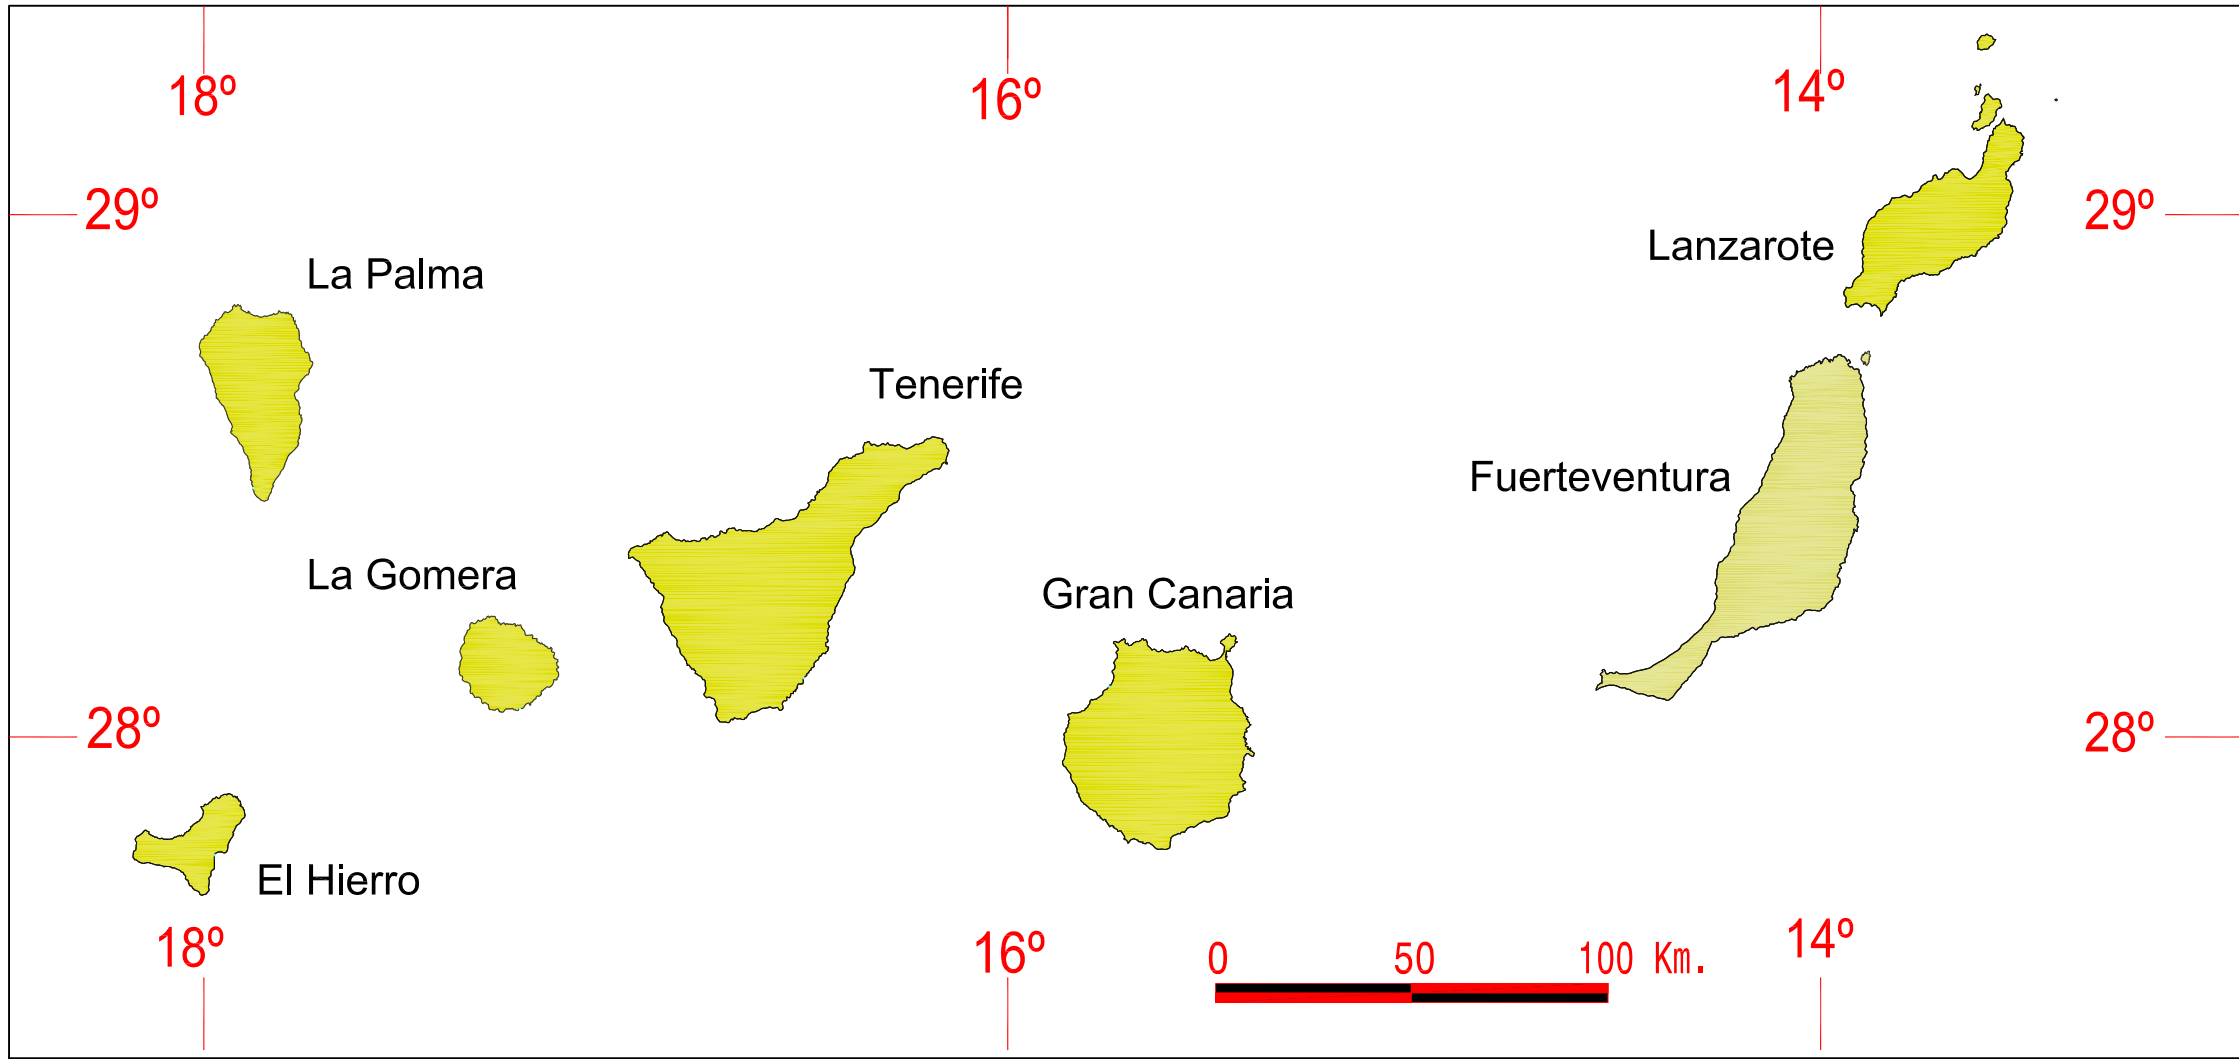 18º 16º 14º
29º 29º
Lanzarote
La Palma
Tenerife
Fuerteventura
La Gomera
Gran Canaria
28º 28º
El Hierro
18º 16º 14º
0 50 100 Km.